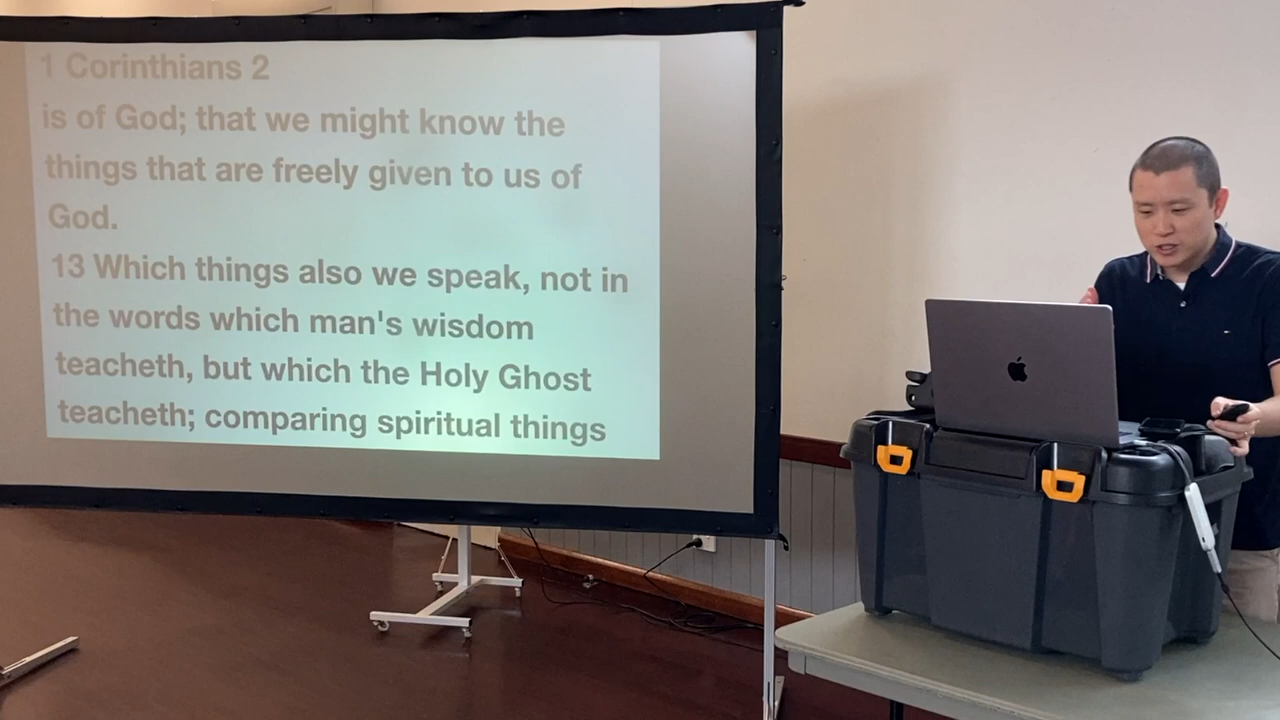 1 Corinthians 2
is of God; that we might know the
things that are freely given to us of
God.
13 Which things also we speak, not in
the words which man's wisdom
teacheth, but which the Holy Ghost
teacheth; comparing spiritual things